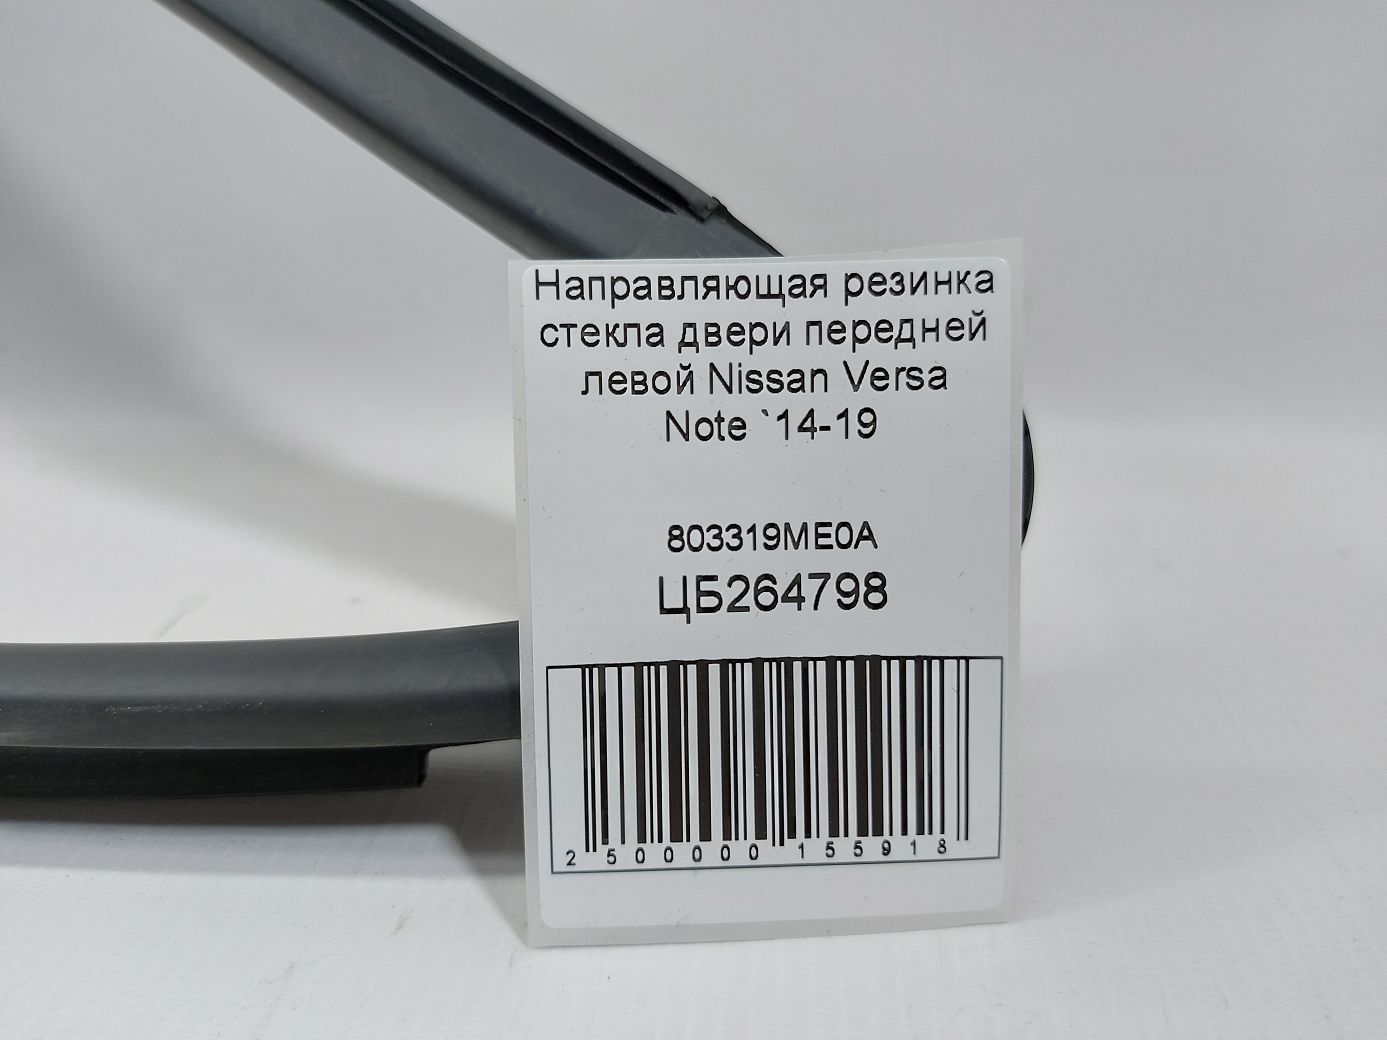 Направляющая резинка
стекла двери передней
левой Nissan Versa
Note `14-19
803319ME0A
ЦБ264798
2 500000 155918